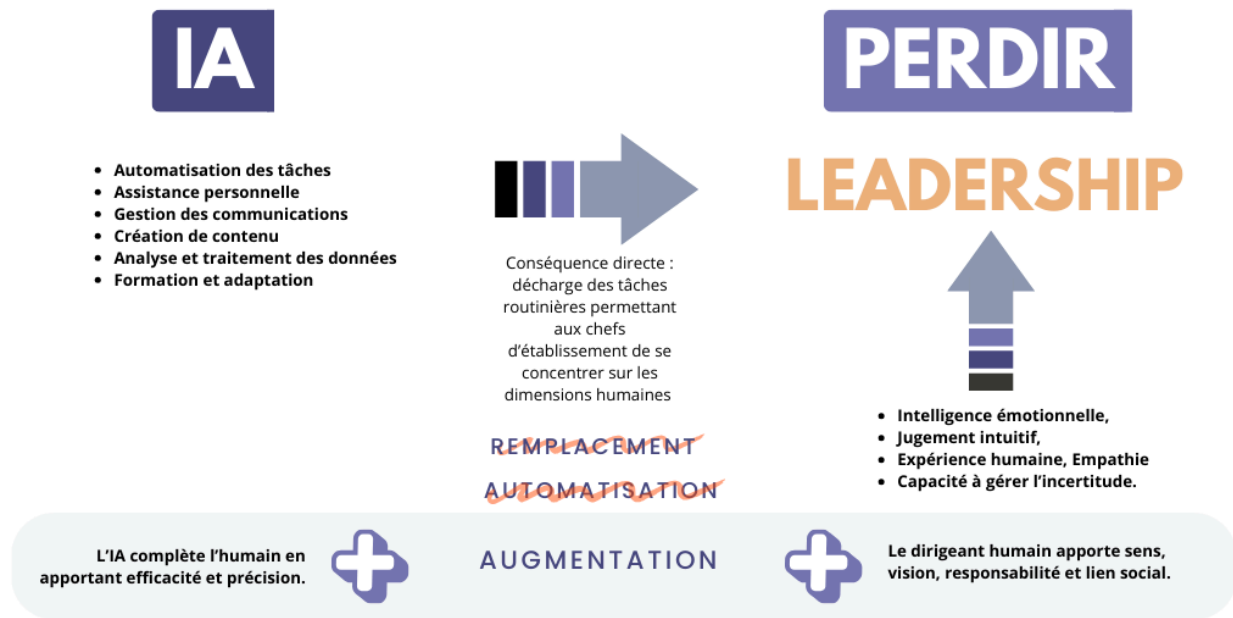 IA
PERDIR
Automatisation des tâches
Assistance personnelle
Gestion des communications
Création de contenu
Analyse et traitement des données
Formation et adaptation
Conséquence directe :
décharge des tâches
routinières permettant
aux chefs
d’établissement de se
concentrer sur les
dimensions humaines
LEADERSHIP
Intelligence émotionnelle,
Jugement intuitif,
Expérience humaine, Empathie
Capacité à gérer l’incertitude.
REMPLACEMENT
AUTOMATISATION
L’IA complète l’humain en
apportant efficacité et précision.
AUGMENTATION
Le dirigeant humain apporte sens,
vision, responsabilité et lien social.